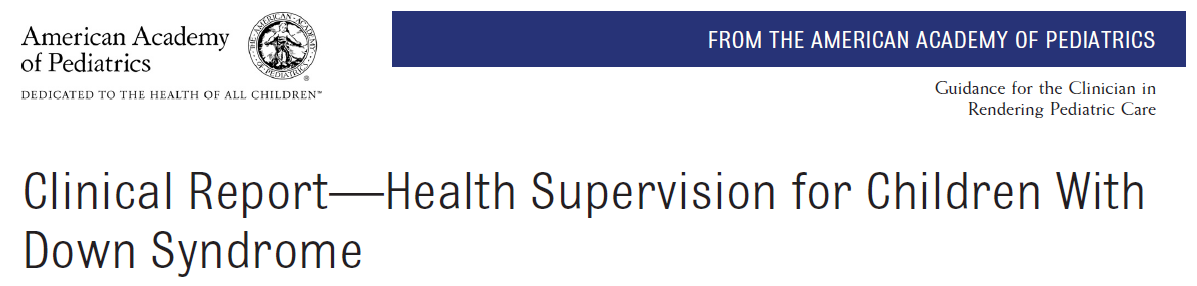 American Academy
of Pediatrics
DEDICATED TO THE HEALTH OF ALL CHILDREN™
FROM THE AMERICAN ACADEMY OF PEDIATRICS
Guidance for the Clinician in
Rendering Pediatric Care
Clinical Report—Health Supervision for Children With
Down Syndrome